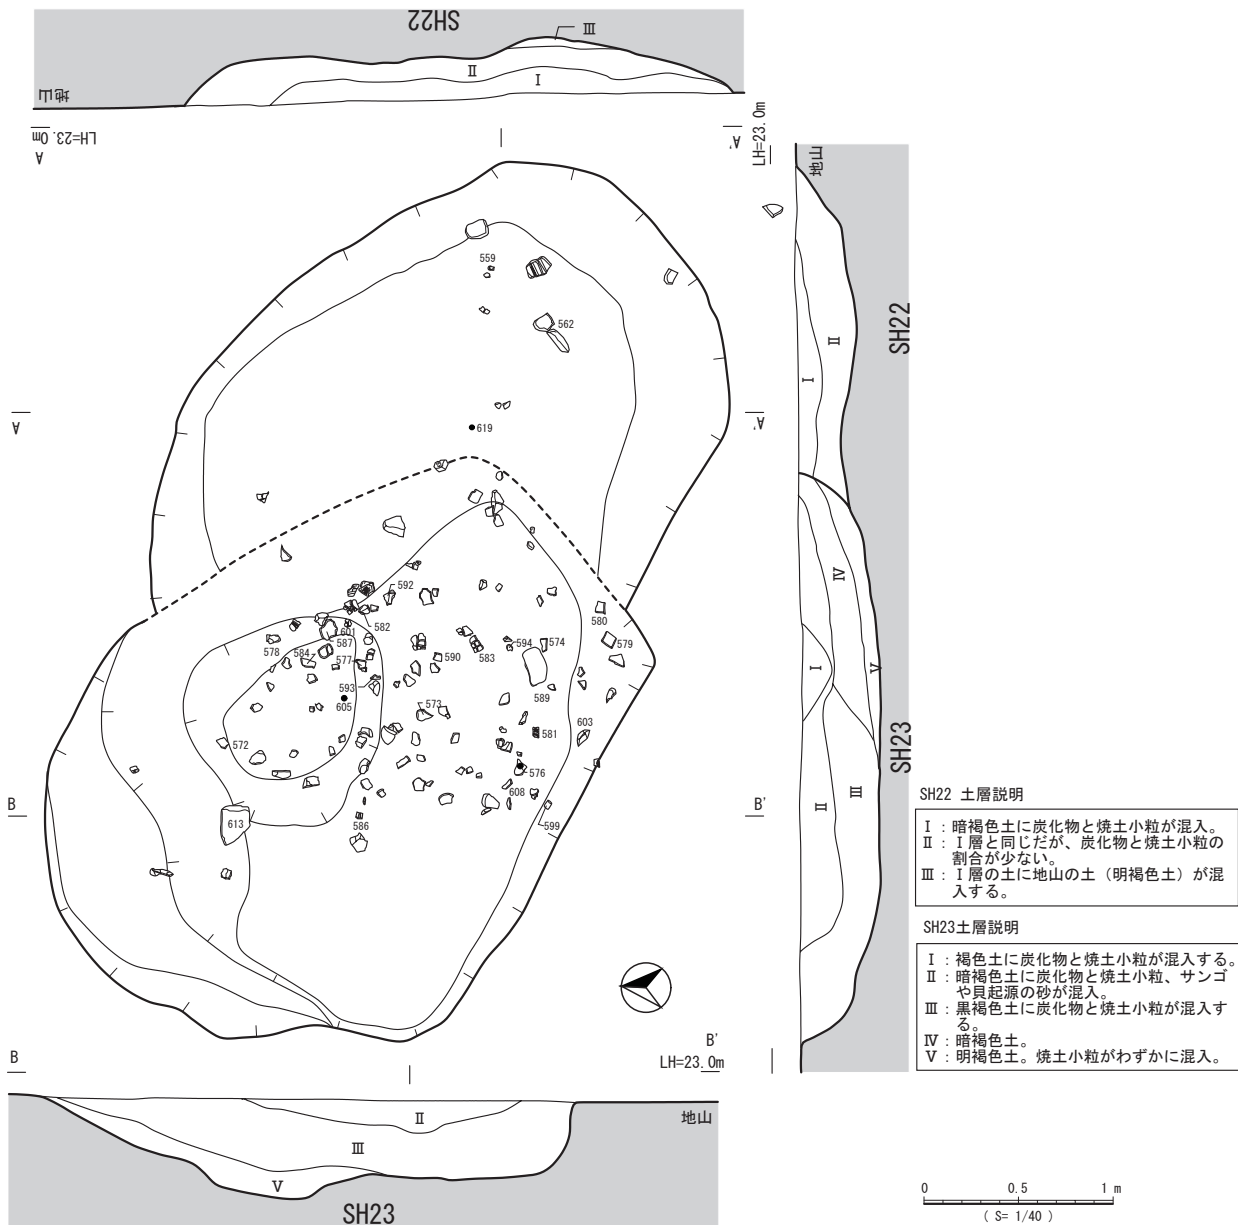 SH22
Ⅲ
Ⅱ
Ⅰ
地山
LH=23.0m
A
A'
LH=23.0m
地山
559
562
SH22
Ⅱ
Ⅰ
A
A'
619
592
582
580
601
587
578
584
577
590
583
594
574
579
593
589
605
573
603
572
581
576
608
613
586
599
Ⅳ
Ⅰ
Ⅴ
Ⅱ
Ⅲ
SH23
B
B'
SH22 土層説明
Ⅰ：暗褐色土に炭化物と焼土小粒が混入。
Ⅱ：Ⅰ層と同じだが、炭化物と焼土小粒の
割合が少ない。
Ⅲ：Ⅰ層の土に地山の土（明褐色土）が混
入する。
SH23土層説明
Ⅰ：褐色土に炭化物と焼土小粒が混入する。
Ⅱ：暗褐色土に炭化物と焼土小粒、サンゴ
や貝起源の砂が混入。
Ⅲ：黒褐色土に炭化物と焼土小粒が混入す
る。
Ⅳ：暗褐色土。
Ⅴ：明褐色土。焼土小粒がわずかに混入。
B
B'
LH=23.0m
地山
Ⅱ
Ⅲ
Ⅴ
SH23
0 0.5 1 m
( S= 1/40 )